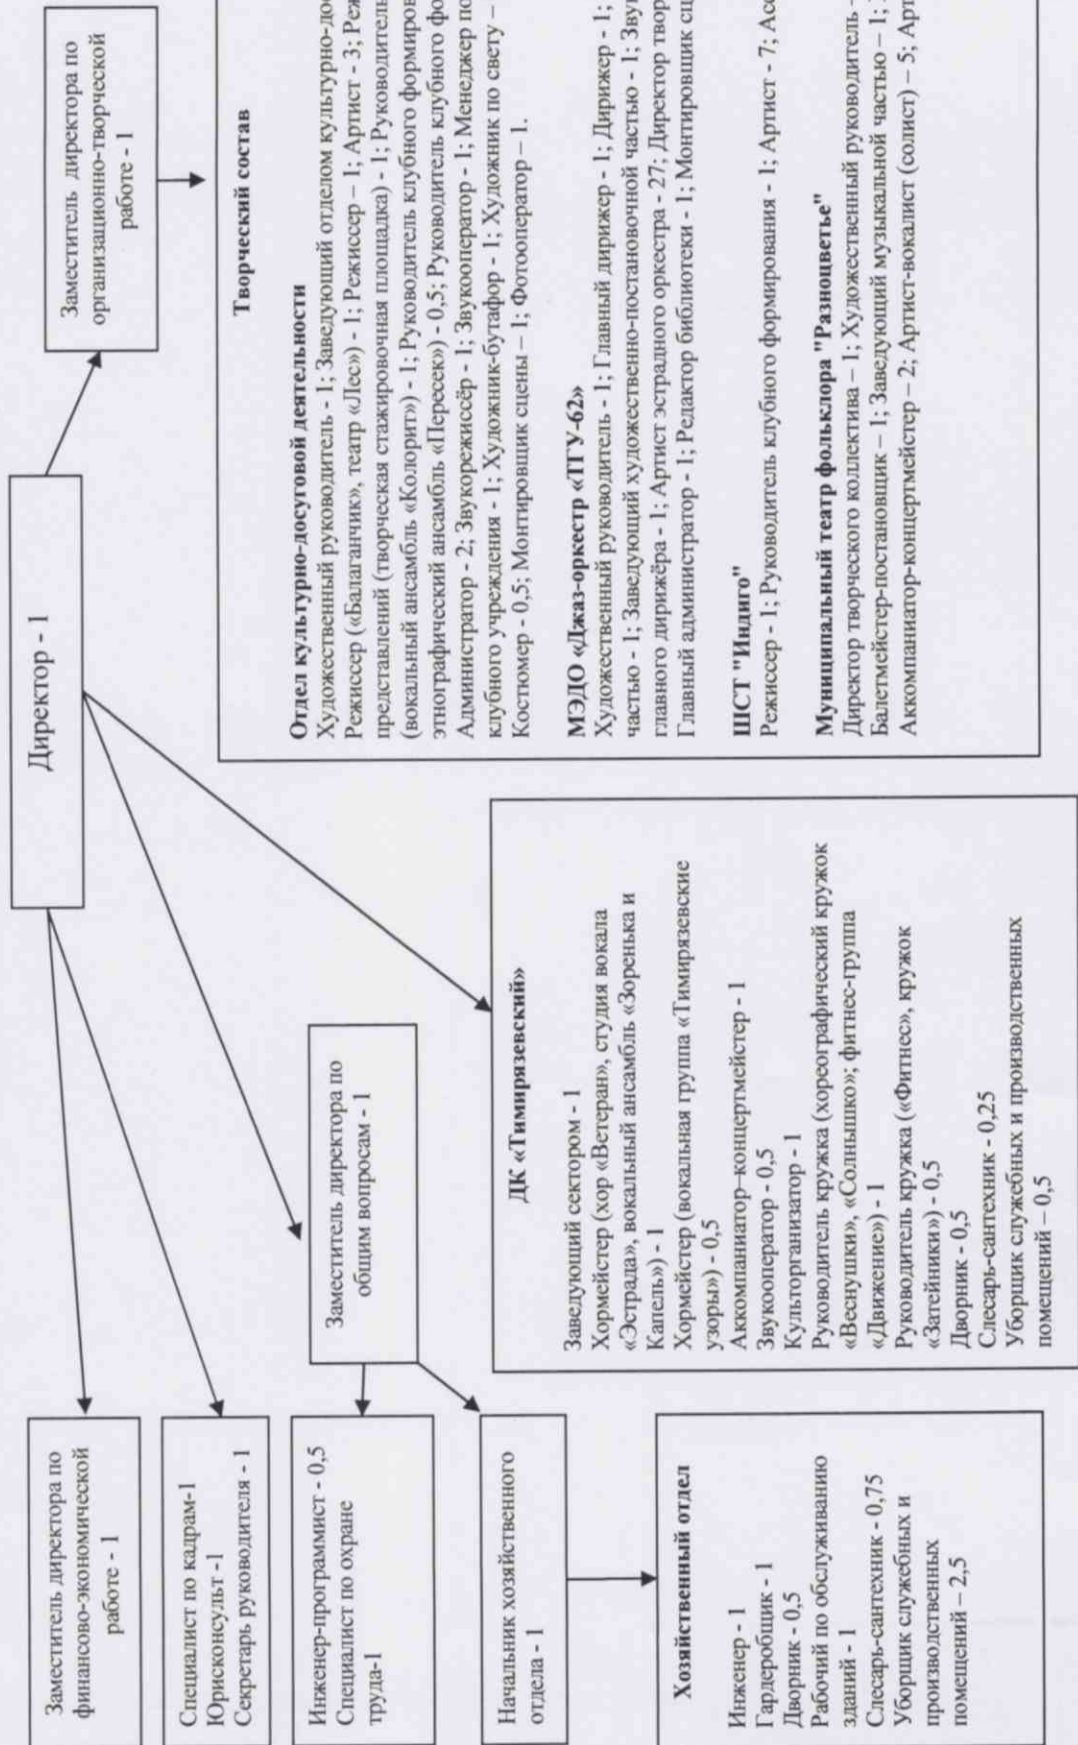 Директор - 1
Заместитель директора по
финансово-экономической
работе - 1
Специалист по кадрам-1
Юрисконсульт -1
Секретарь руководителя - 1
Заместитель директора по
общим вопросам - 1
Инженер-программист - 0,5
Специалист по охране
труда-1
Начальник хозяйственного
отдела - 1
Хозяйственный отдел
Инженер - 1
Гардеробщик - 1
Дворник - 0,5
Рабочий по обслуживанию
зданий - 1
Слесарь-сантехник - 0,75
Уборщик служебных и
производственных
помещений – 2,5
ДК «Тимирязевский»
Заведующий сектором - 1
Хормейстер (хор «Ветеран», студия вокала
«Эстрада», вокальный ансамбль «Зоренька и
Капель») - 1
Хормейстер (вокальная группа «Тимирязевские
узоры») - 0,5
Аккомпаниатор–концертмейстер - 1
Звукооператор - 0,5
Культорганизатор - 1
Руководитель кружка (хореографический кружок
«Веснушки», «Солнышко»; фитнес-группа
«Движение») - 1
Руководитель кружка («Фитнес», кружок
«Затейники») - 0,5
Дворник - 0,5
Слесарь-сантехник - 0,25
Уборщик служебных и производственных
помещений – 0,5
Заместитель директора по
организационно-творческой
работе - 1
Творческий состав
Отдел культурно-досуговой деятельности
Художественный руководитель - 1; Заведующий отделом
Режиссер («Балаганчик», театр «Лес») - 1; Режиссер – 1; Артист - 3;
представлений (творческая стажировочная площадка) - 1; Руководитель
(вокальный ансамбль «Колорит») - 1; Руководитель клубного
этнографический ансамбль «Пересек») - 0,5; Руководитель клубного
Администратор - 2; Звукорежиссёр - 1; Звукооператор - 1; Менеджер
клубного учреждения - 1; Художник-бутафор - 1; Художник по свету –
Костюмер - 0,5; Монтировщик сцены – 1; Фотооператор – 1.
МЭДО «Джаз-оркестр «ТГУ-62»
Художественный руководитель - 1; Главный дирижер - 1; Дирижер - 1;
частью - 1; Заведующий художественно-постановочной частью - 1;
главного дирижёра - 1; Артист эстрадного оркестра - 27; Директор
Главный администратор - 1; Редактор библиотеки - 1; Монтировщик
ШСТ "Индиго"
Режиссер - 1; Руководитель клубного формирования - 1; Артист - 7;
Муниципальный театр фольклора "Разноцветье"
Директор творческого коллектива – 1; Художественный руководитель -
Балетмейстер-постановщик – 1; Заведующий музыкальной частью – 1;
Аккомпаниатор-концертмейстер – 2; Артист-вокалист (солист) – 5;